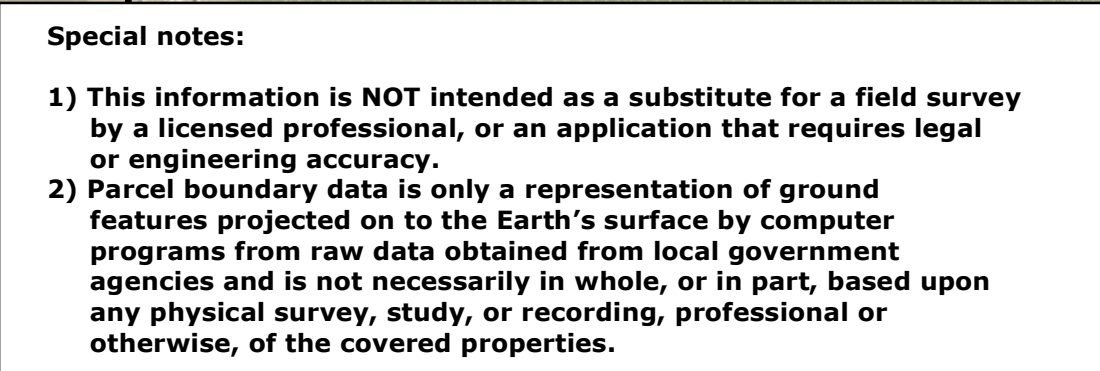 Special notes:
1) This information is NOT intended as a substitute for a field survey
by a licensed professional, or an application that requires legal
or engineering accuracy.
2) Parcel boundary data is only a representation of ground
features projected on to the Earth’s surface by computer
programs from raw data obtained from local government
agencies and is not necessarily in whole, or in part, based upon
any physical survey, study, or recording, professional or
otherwise, of the covered properties.